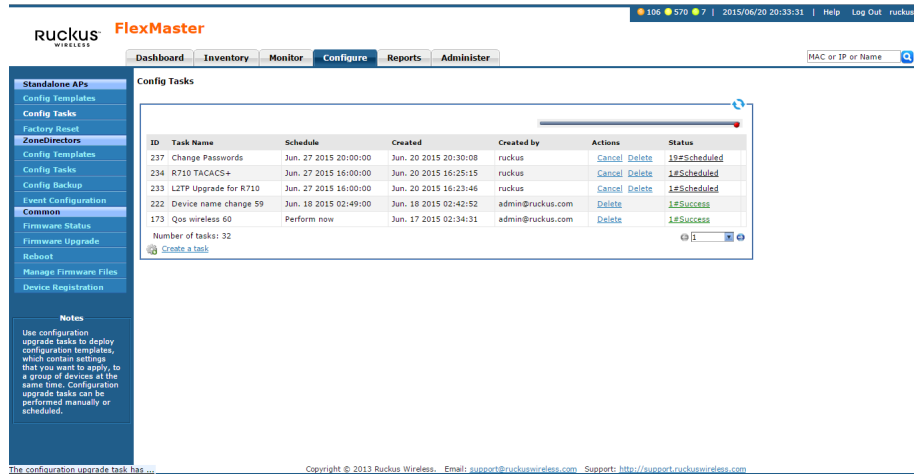 106 570 7 | 2015/06/20 20:33:31 | Help Log Out ruckus
Ruckus WIRELESS
FlexMaster
Dashboard Inventory Monitor Configure Reports Administer
MAC or IP or Name
Standalone APs
Config Templates
Config Tasks
Factory Reset
ZoneDirectors
Config Templates
Config Tasks
Config Backup
Event Configuration
Common
Firmware Status
Firmware Upgrade
Reboot
Manage Firmware Files
Device Registration
Notes
Use configuration
upgrade tasks to deploy
configuration templates,
which contain settings
that you want to apply, to
a group of devices at the
same time. Configuration
upgrade tasks can be
performed manually or
scheduled.
Config Tasks
ID Task Name Schedule Created Created by Actions Status
237 Change Passwords Jun. 27 2015 20:00:00 Jun. 20 2015 20:30:08 ruckus Cancel Delete 19#Scheduled
234 R710 TACACS+ Jun. 27 2015 16:00:00 Jun. 20 2015 16:25:15 ruckus Cancel Delete 1#Scheduled
233 L2TP Upgrade for R710 Jun. 27 2015 16:00:00 Jun. 20 2015 16:23:46 ruckus Cancel Delete 1#Scheduled
222 Device name change 59 Jun. 18 2015 02:49:00 Jun. 18 2015 02:42:52 admin@ruckus.com Delete 1#Success
173 Qos wireless 60 Perform now Jun. 17 2015 02:34:31 admin@ruckus.com Delete 1#Success
Number of tasks: 32
1
Create a task
The configuration upgrade task has ...
Copyright © 2013 Ruckus Wireless. Email: support@ruckuswireless.com Support: http://support.ruckuswireless.com